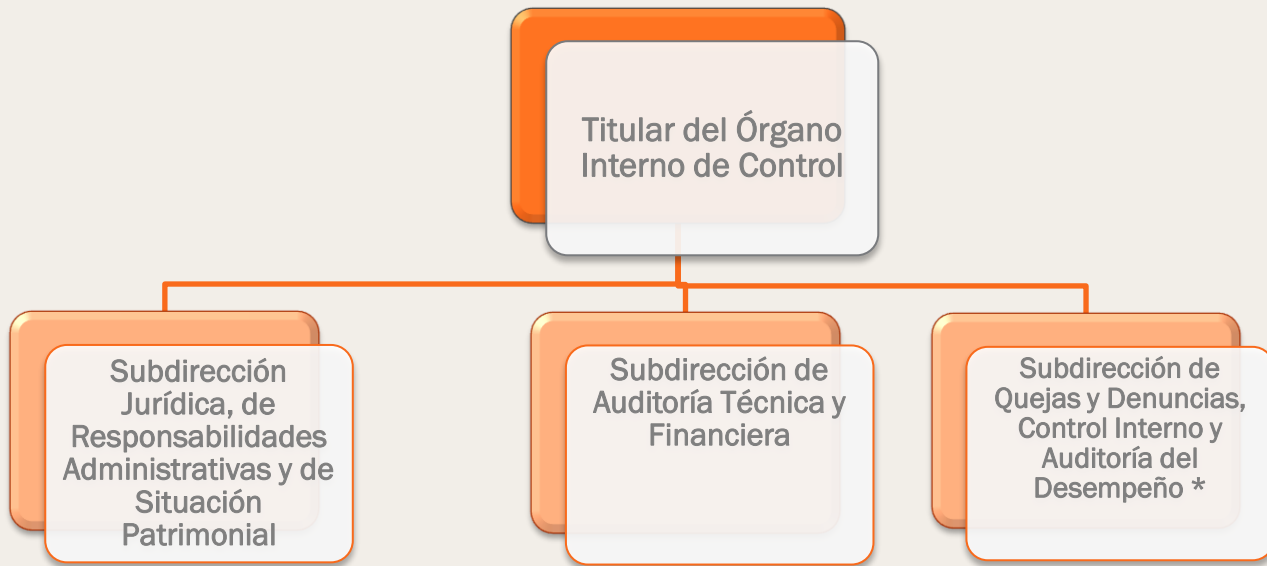 Titular del Órgano
Interno de Control
Subdirección
Jurídica, de
Responsabilidades
Administrativas y de
Situación
Patrimonial
Subdirección de
Auditoría Técnica y
Financiera
Subdirección de
Quejas y Denuncias,
Control Interno y
Auditoría del
Desempeño *